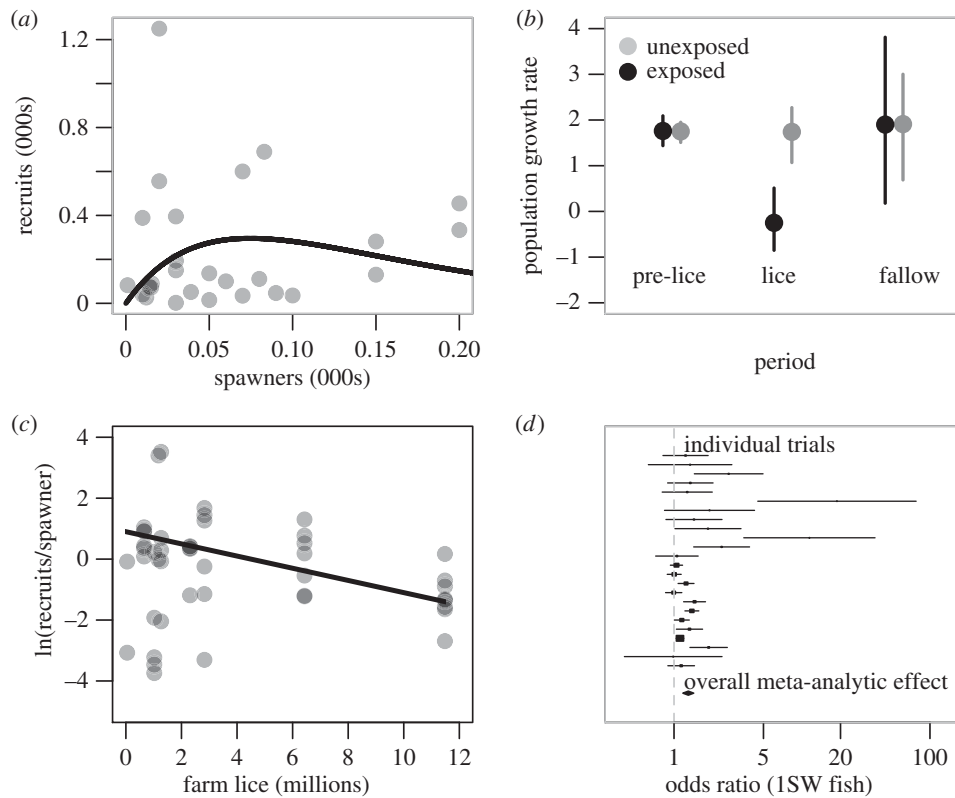 (a)
recruits (000s)
1.2
0.8
0.4
0
0
0.05
0.10
0.15
0.20
spawners (000s)
(b)
population growth rate
4
3
2
1
0
−1
−2
unexposed
exposed
pre-lice
lice
fallow
period
(c)
ln(recruits/spawner)
4
2
0
−2
−4
0
2
4
6
8
10
12
farm lice (millions)
(d)
individual trials
overall meta-analytic effect
1
5
20
100
odds ratio (1SW fish)